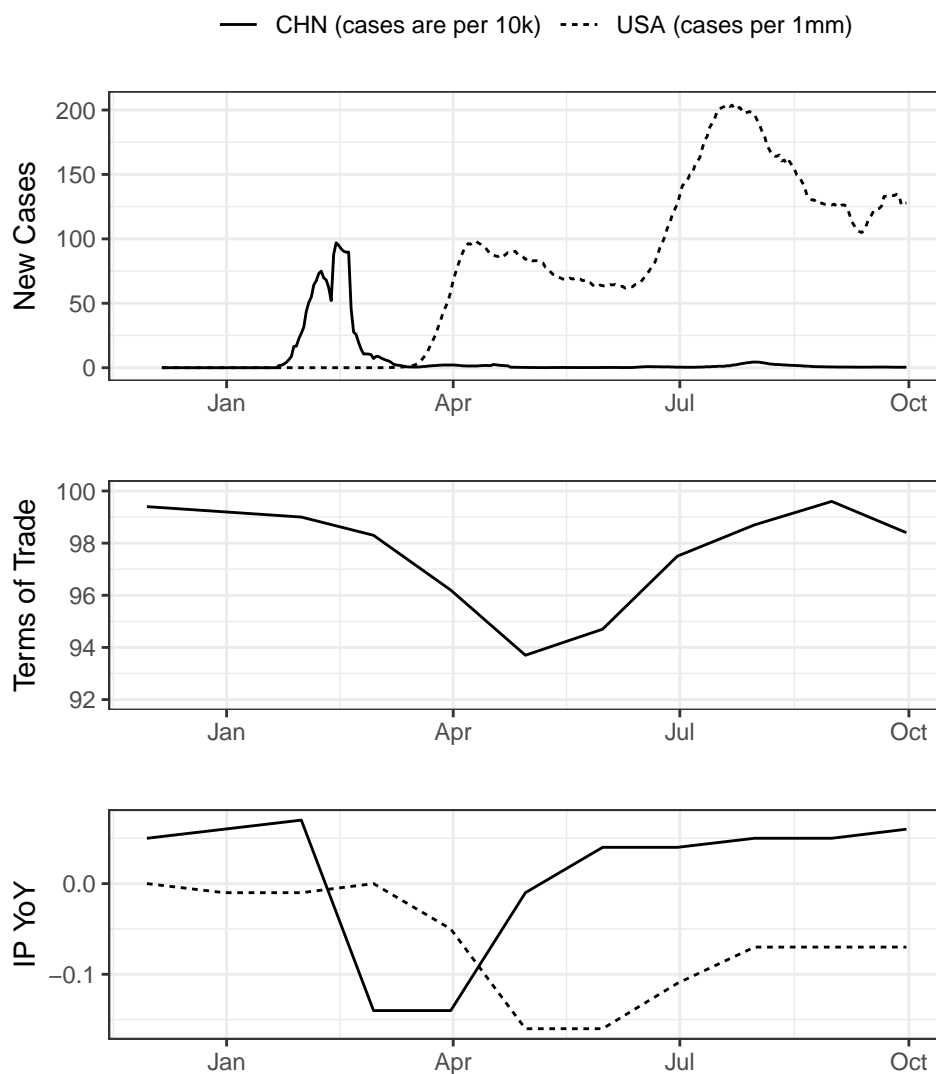 CHN (cases are per 10k) USA (cases per 1mm)
New Cases
200
150
100
50
0
Jan Apr Jul Oct
Terms of Trade
100
98
96
94
92
Jan Apr Jul Oct
IP YoY
0.0
−0.1
Jan Apr Jul Oct